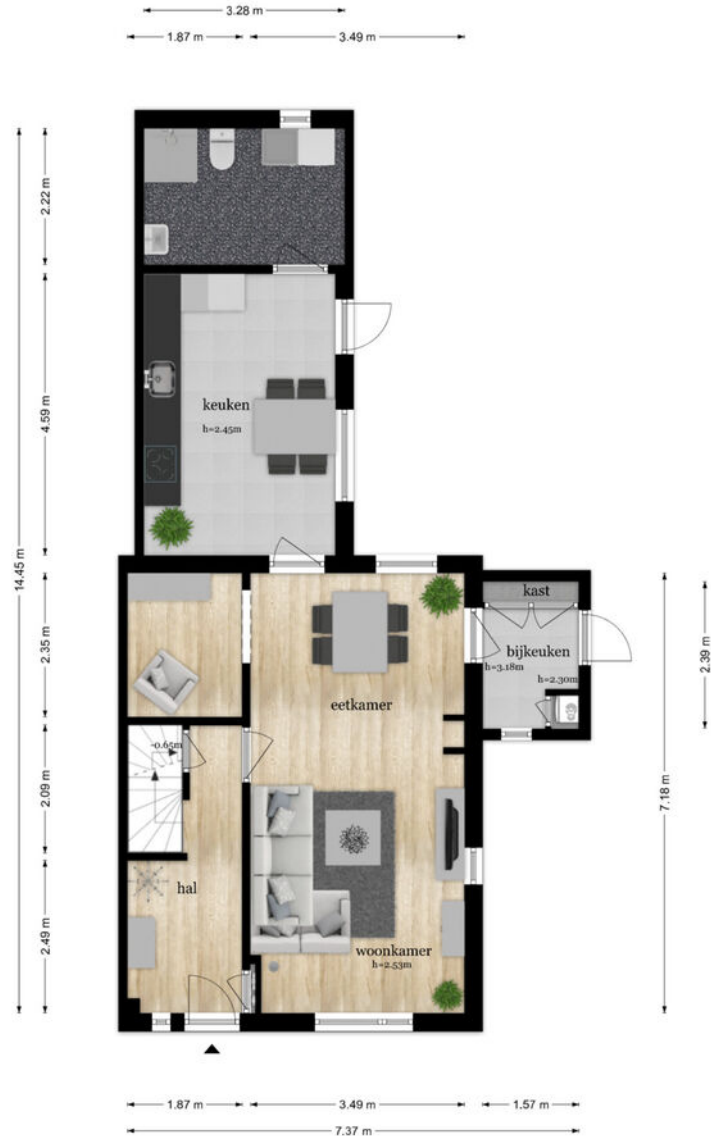 3.28 m
1.87 m 3.49 m
2.22 m
4.59 m
14.45 m
keuken
h=2.45m
2.35 m
kast
bijkeuken
h=3.18m
h=2.30m
2.39 m
eetkamer
-0.65m
2.09 m
7.18 m
hal
2.49 m
woonkamer
h=2.53m
1.87 m 3.49 m 1.57 m
7.37 m